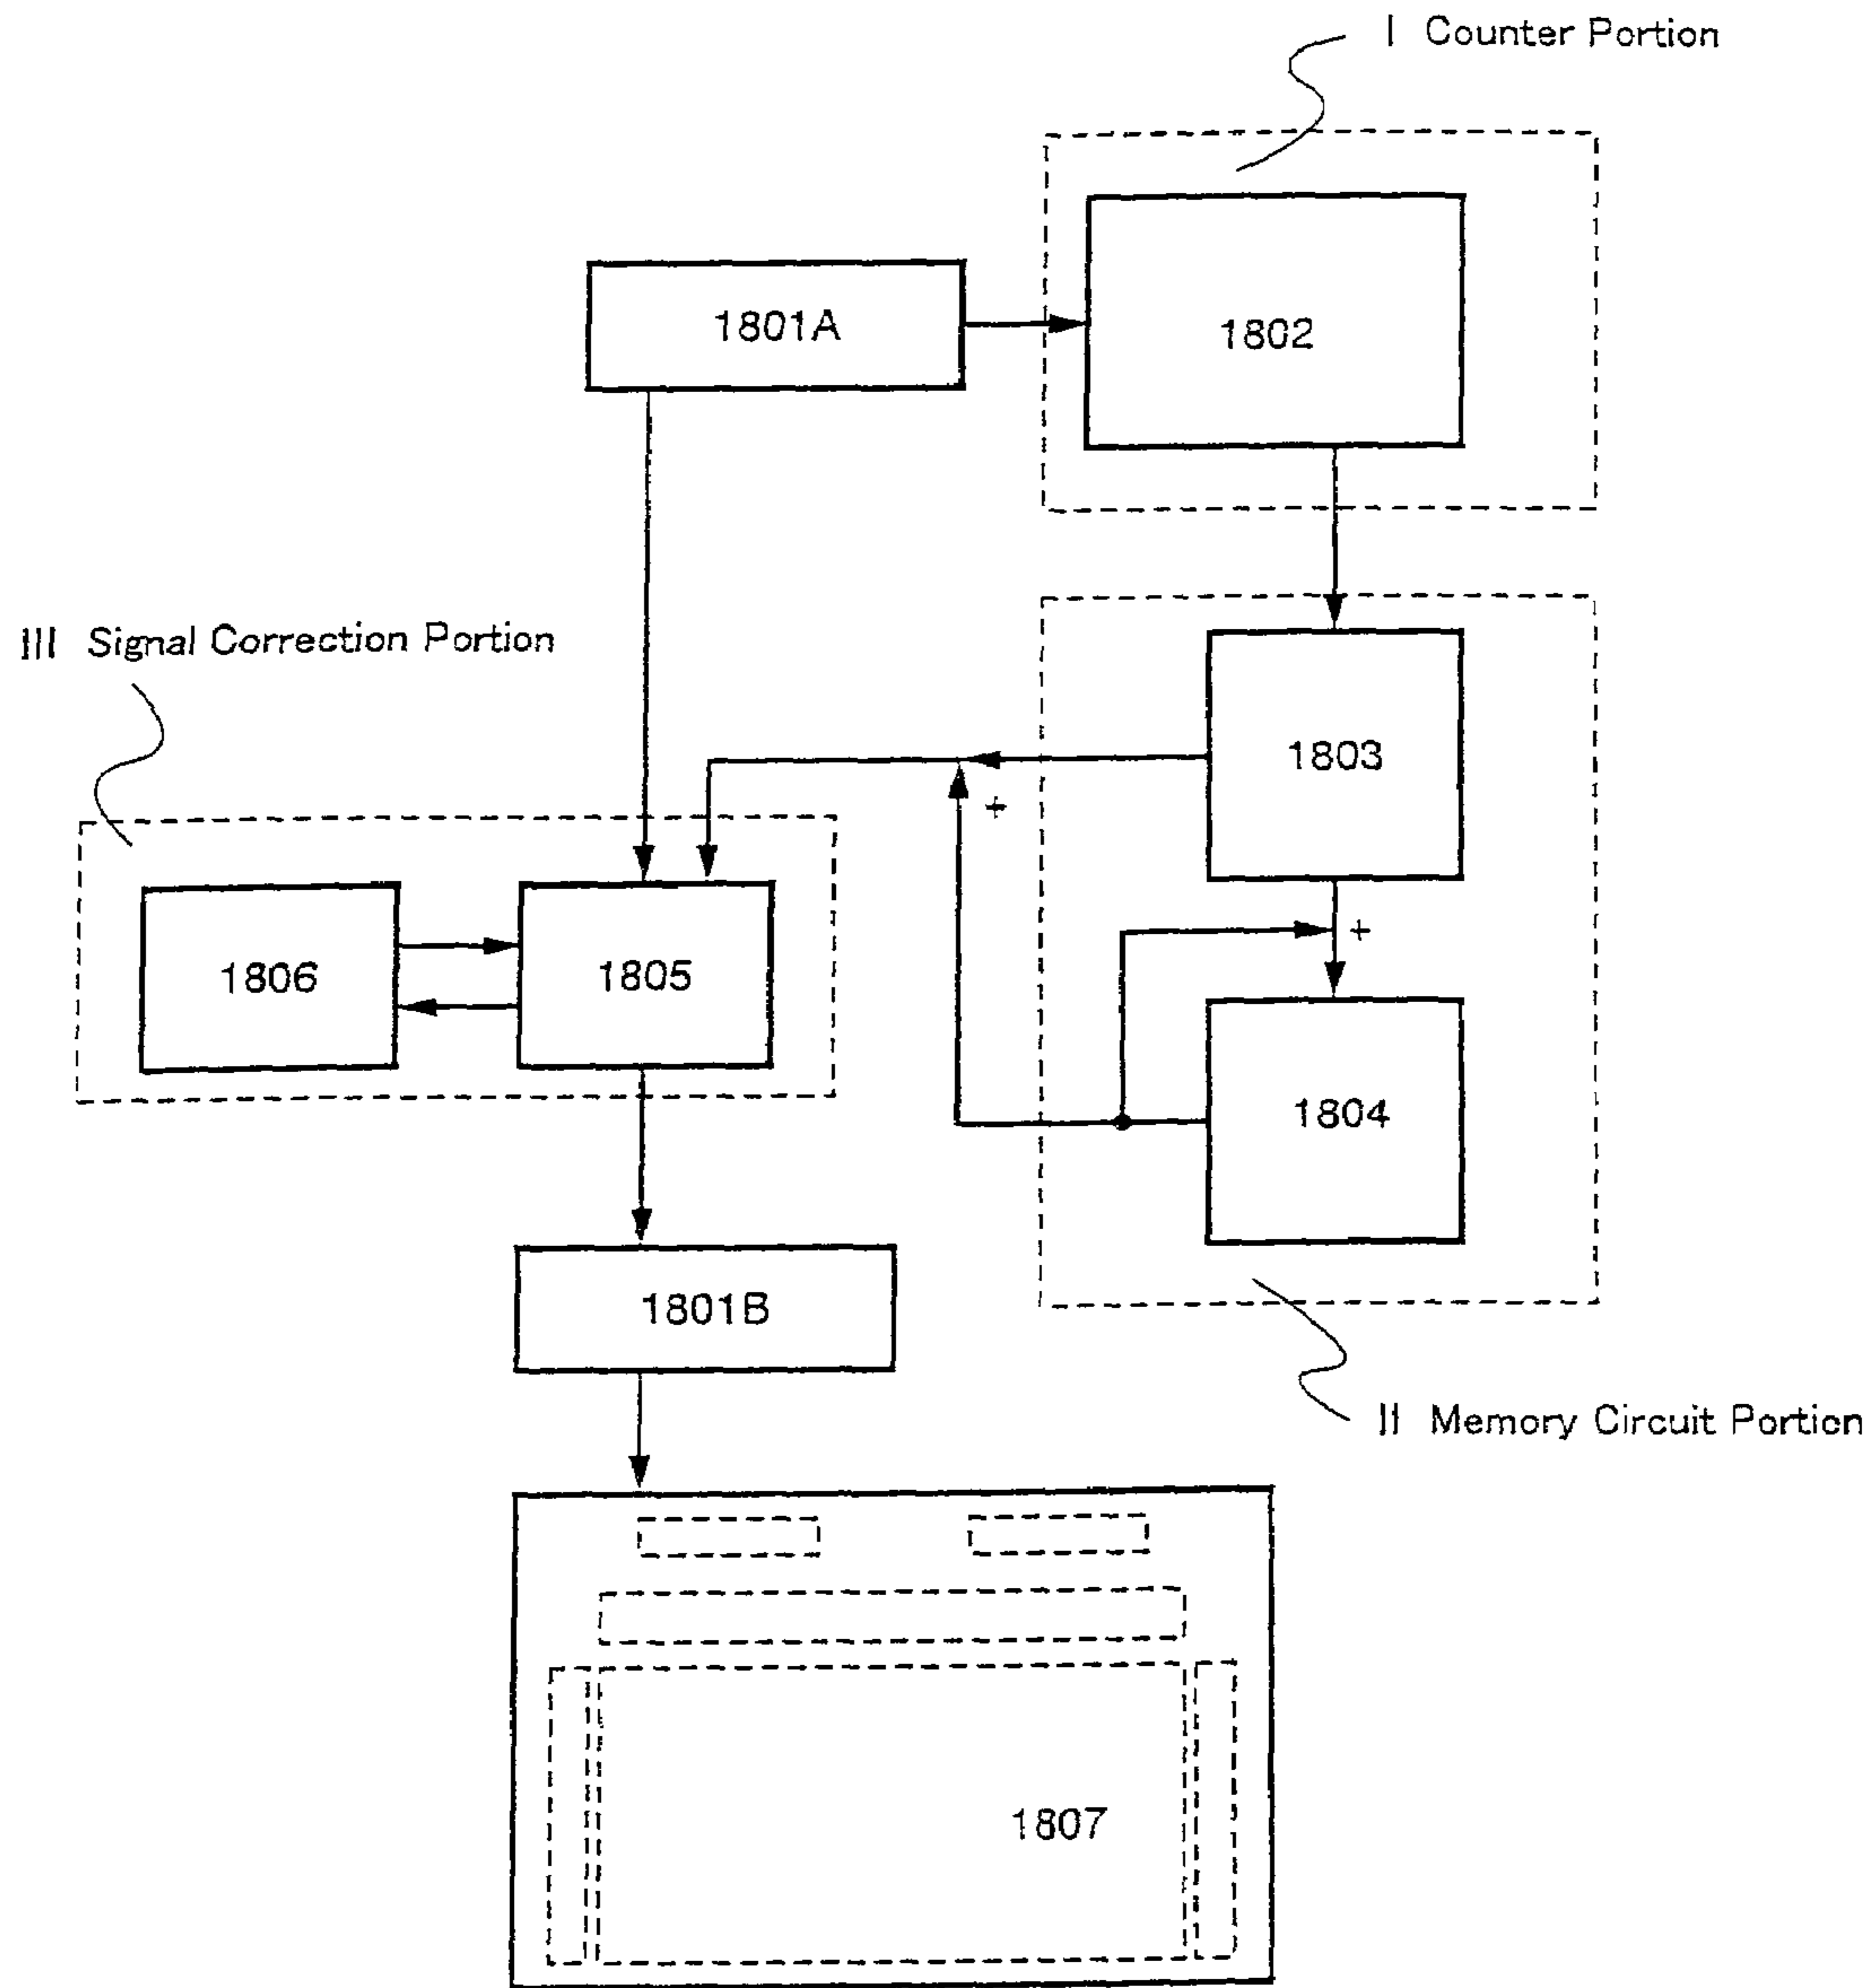 I Counter Portion
1801A
1802
III Signal Correction Portion
1803
+
+
1806
1805
1804
1801B
II Memory Circuit Portion
1807